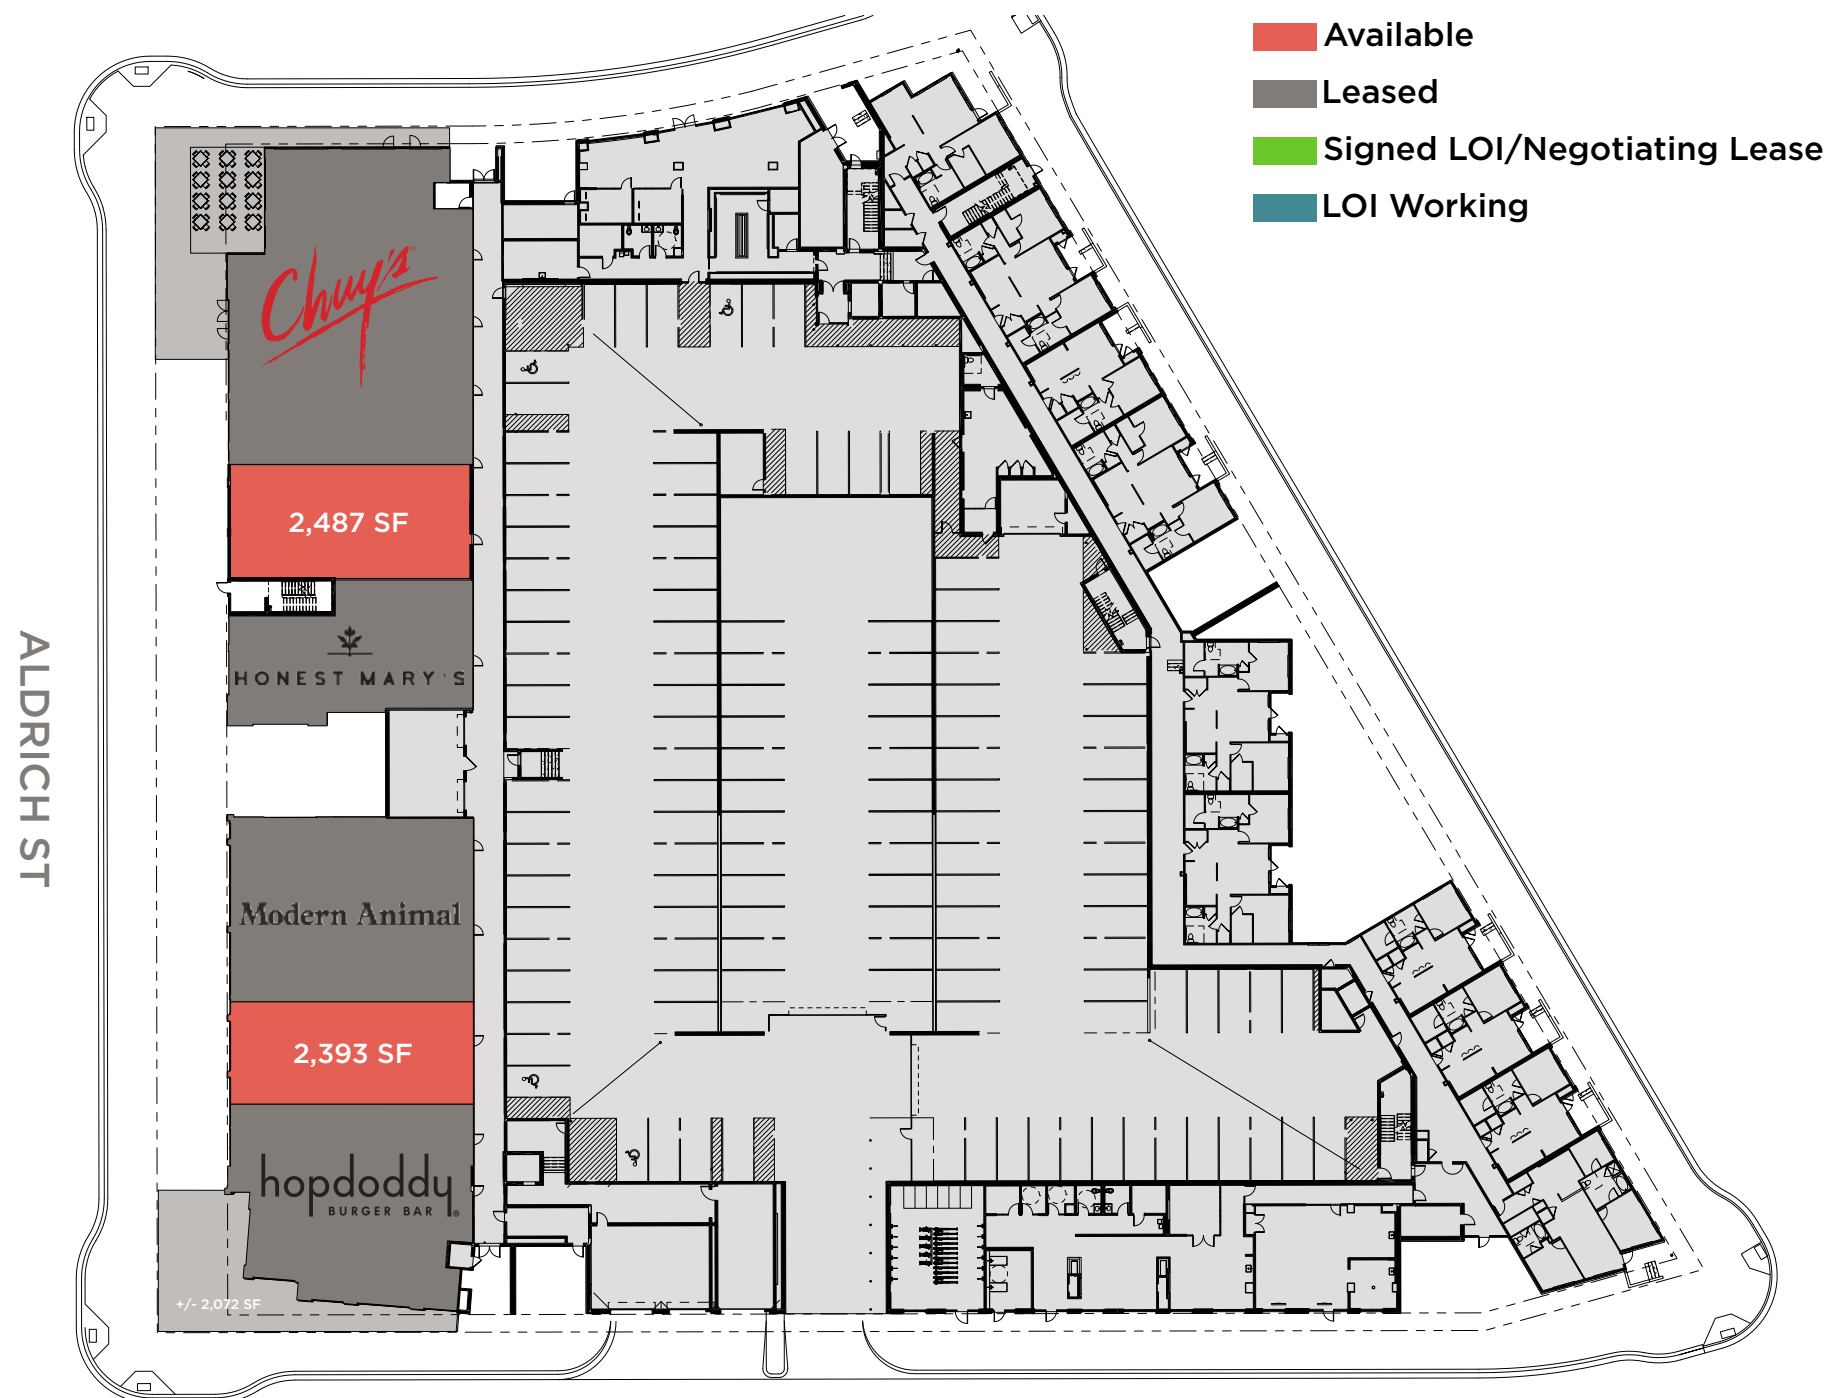 Available
Leased
Signed LOI/Negotiating Lease
LOI Working
Chuy's
2,487 SF
HONEST MARY'S
ALDRICH ST
Modern Animal
2,393 SF
hopdoddy
BURGER BAR
+/- 2,072 SF